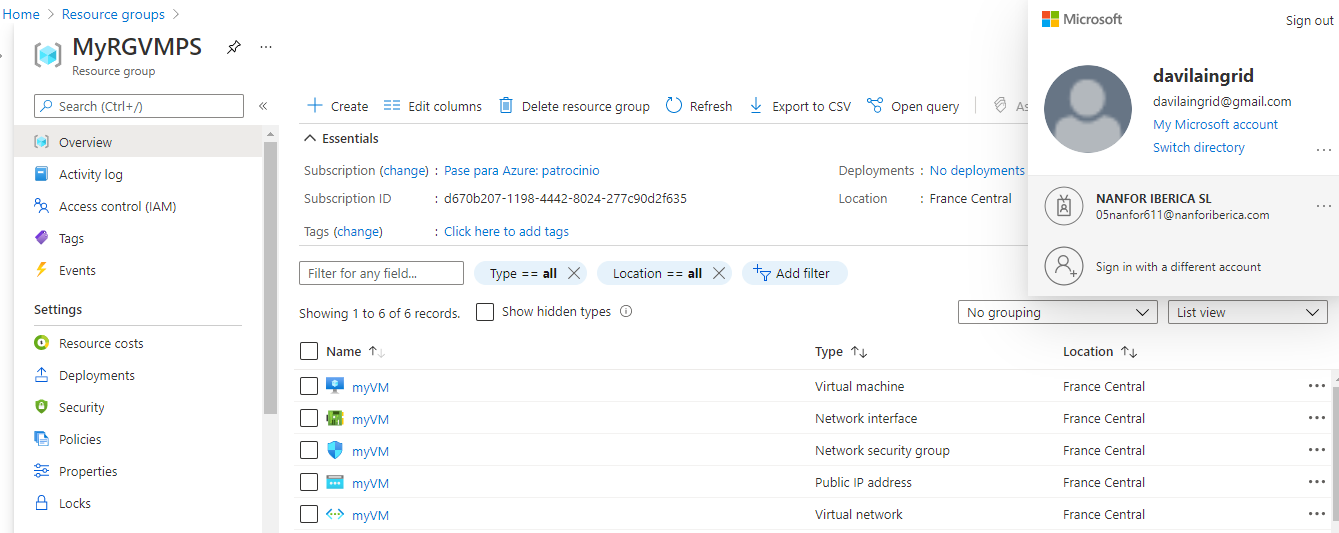 Home > Resource groups >
MyRGVMPS
Resource group
Search (Ctrl+/)
Overview
Activity log
Access control (IAM)
Tags
Events
Settings
Resource costs
Deployments
Security
Policies
Properties
Locks
Create Edit columns Delete resource group Refresh Export to CSV Open query As
Essentials
Subscription (change) : Pase para Azure: patrocinio
Subscription ID : d670b207-1198-4442-8024-277c90d2f635
Tags (change) : Click here to add tags
Deployments : No deployments
Location : France Central
Filter for any field... Type == all Location == all Add filter
Showing 1 to 6 of 6 records. Show hidden types No grouping List view
Name Type Location
myVM Virtual machine France Central
myVM Network interface France Central
myVM Network security group France Central
myVM Public IP address France Central
myVM Virtual network France Central
Microsoft Sign out
davilaingrid
davilaingrid@gmail.com
My Microsoft account
Switch directory
NANFOR IBERICA SL
05nanfor611@nanforiberica.com
Sign in with a different account